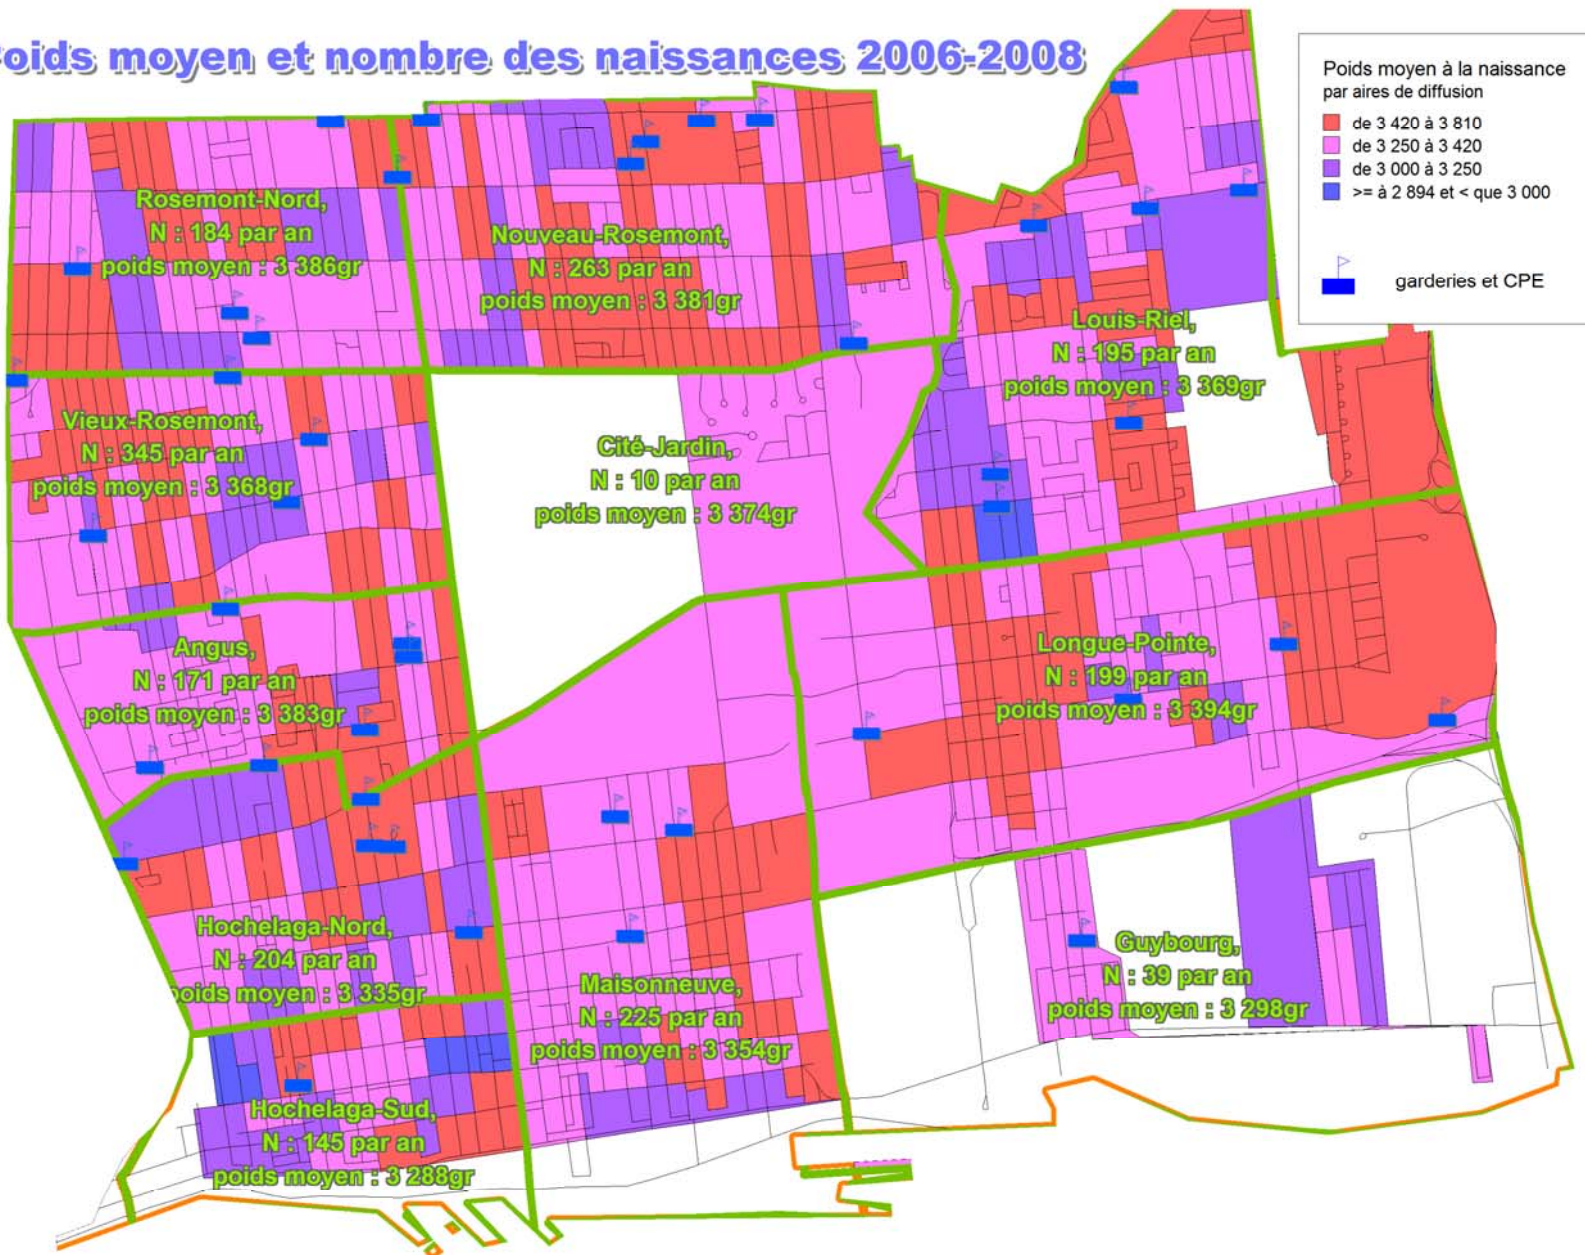 oids moyen et nombre des naissances 2006-2008
Poids moyen à la naissance
par aires de diffusion
de 3 420 à 3 810
de 3 250 à 3 420
de 3 000 à 3 250
>= à 2 894 et < que 3 000
garderies et CPE
Rosemont-Nord,
N : 184 par an
poids moyen : 3 386gr
Nouveau-Rosemont,
N : 263 par an
poids moyen : 3 381gr
Louis-Riel,
N : 195 par an
poids moyen : 3 369gr
Vieux-Rosemont,
N : 345 par an
poids moyen : 3 368gr
Cité-Jardin,
N : 10 par an
poids moyen : 3 374gr
Angus,
N : 171 par an
poids moyen : 3 383gr
Longue-Pointe,
N : 199 par an
poids moyen : 3 394gr
Hochelaga-Nord,
N : 204 par an
poids moyen : 3 335gr
Maisonneuve,
N : 225 par an
poids moyen : 3 354gr
Guybourg,
N : 39 par an
poids moyen : 3 298gr
Hochelaga-Sud,
N : 145 par an
poids moyen : 3 288gr